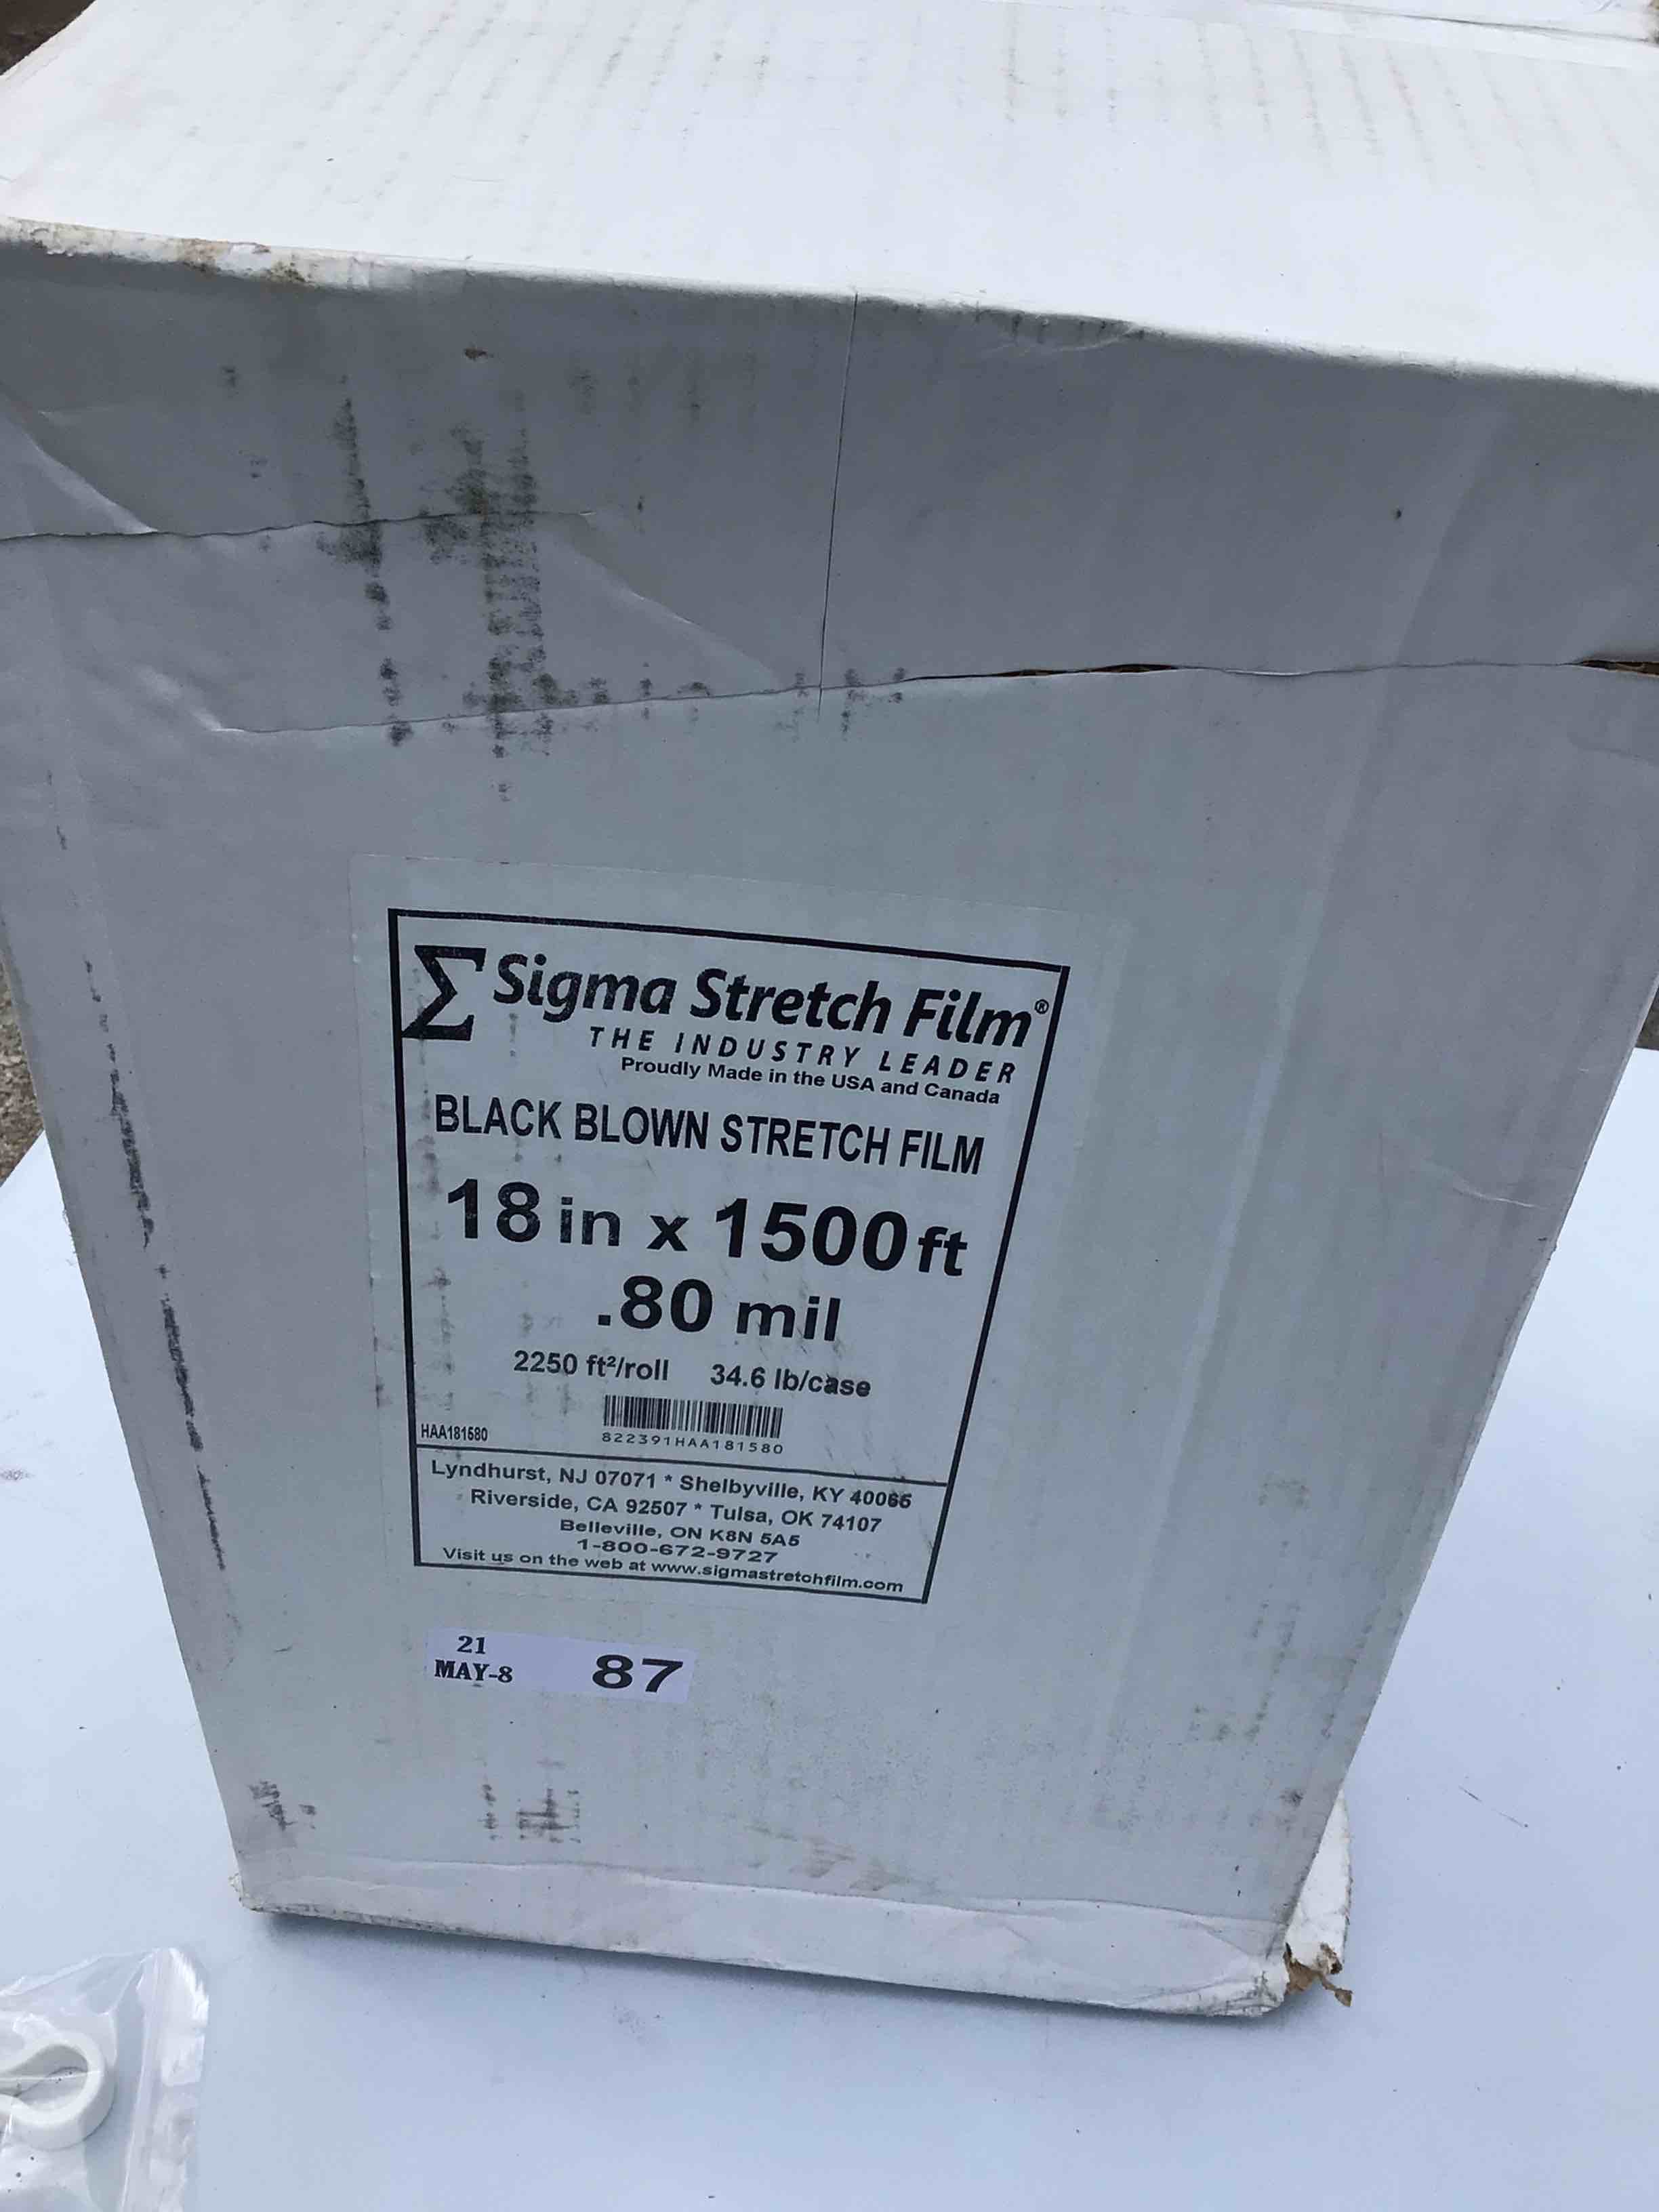 Σ Sigma Stretch Film®
THE INDUSTRY LEADER
Proudly Made in the USA and Canada
BLACK BLOWN STRETCH FILM
18 in x 1500 ft
.80 mil
2250 ft²/roll 34.6 lb/case
HAA181580
822391HAA181580
Lyndhurst, NJ 07071 * Shelbyville, KY 40065
Riverside, CA 92507 * Tulsa, OK 74107
Belleville, ON K8N 5A5
1-800-672-9727
Visit us on the web at www.sigmastretchfilm.com
21
MAY-8 87